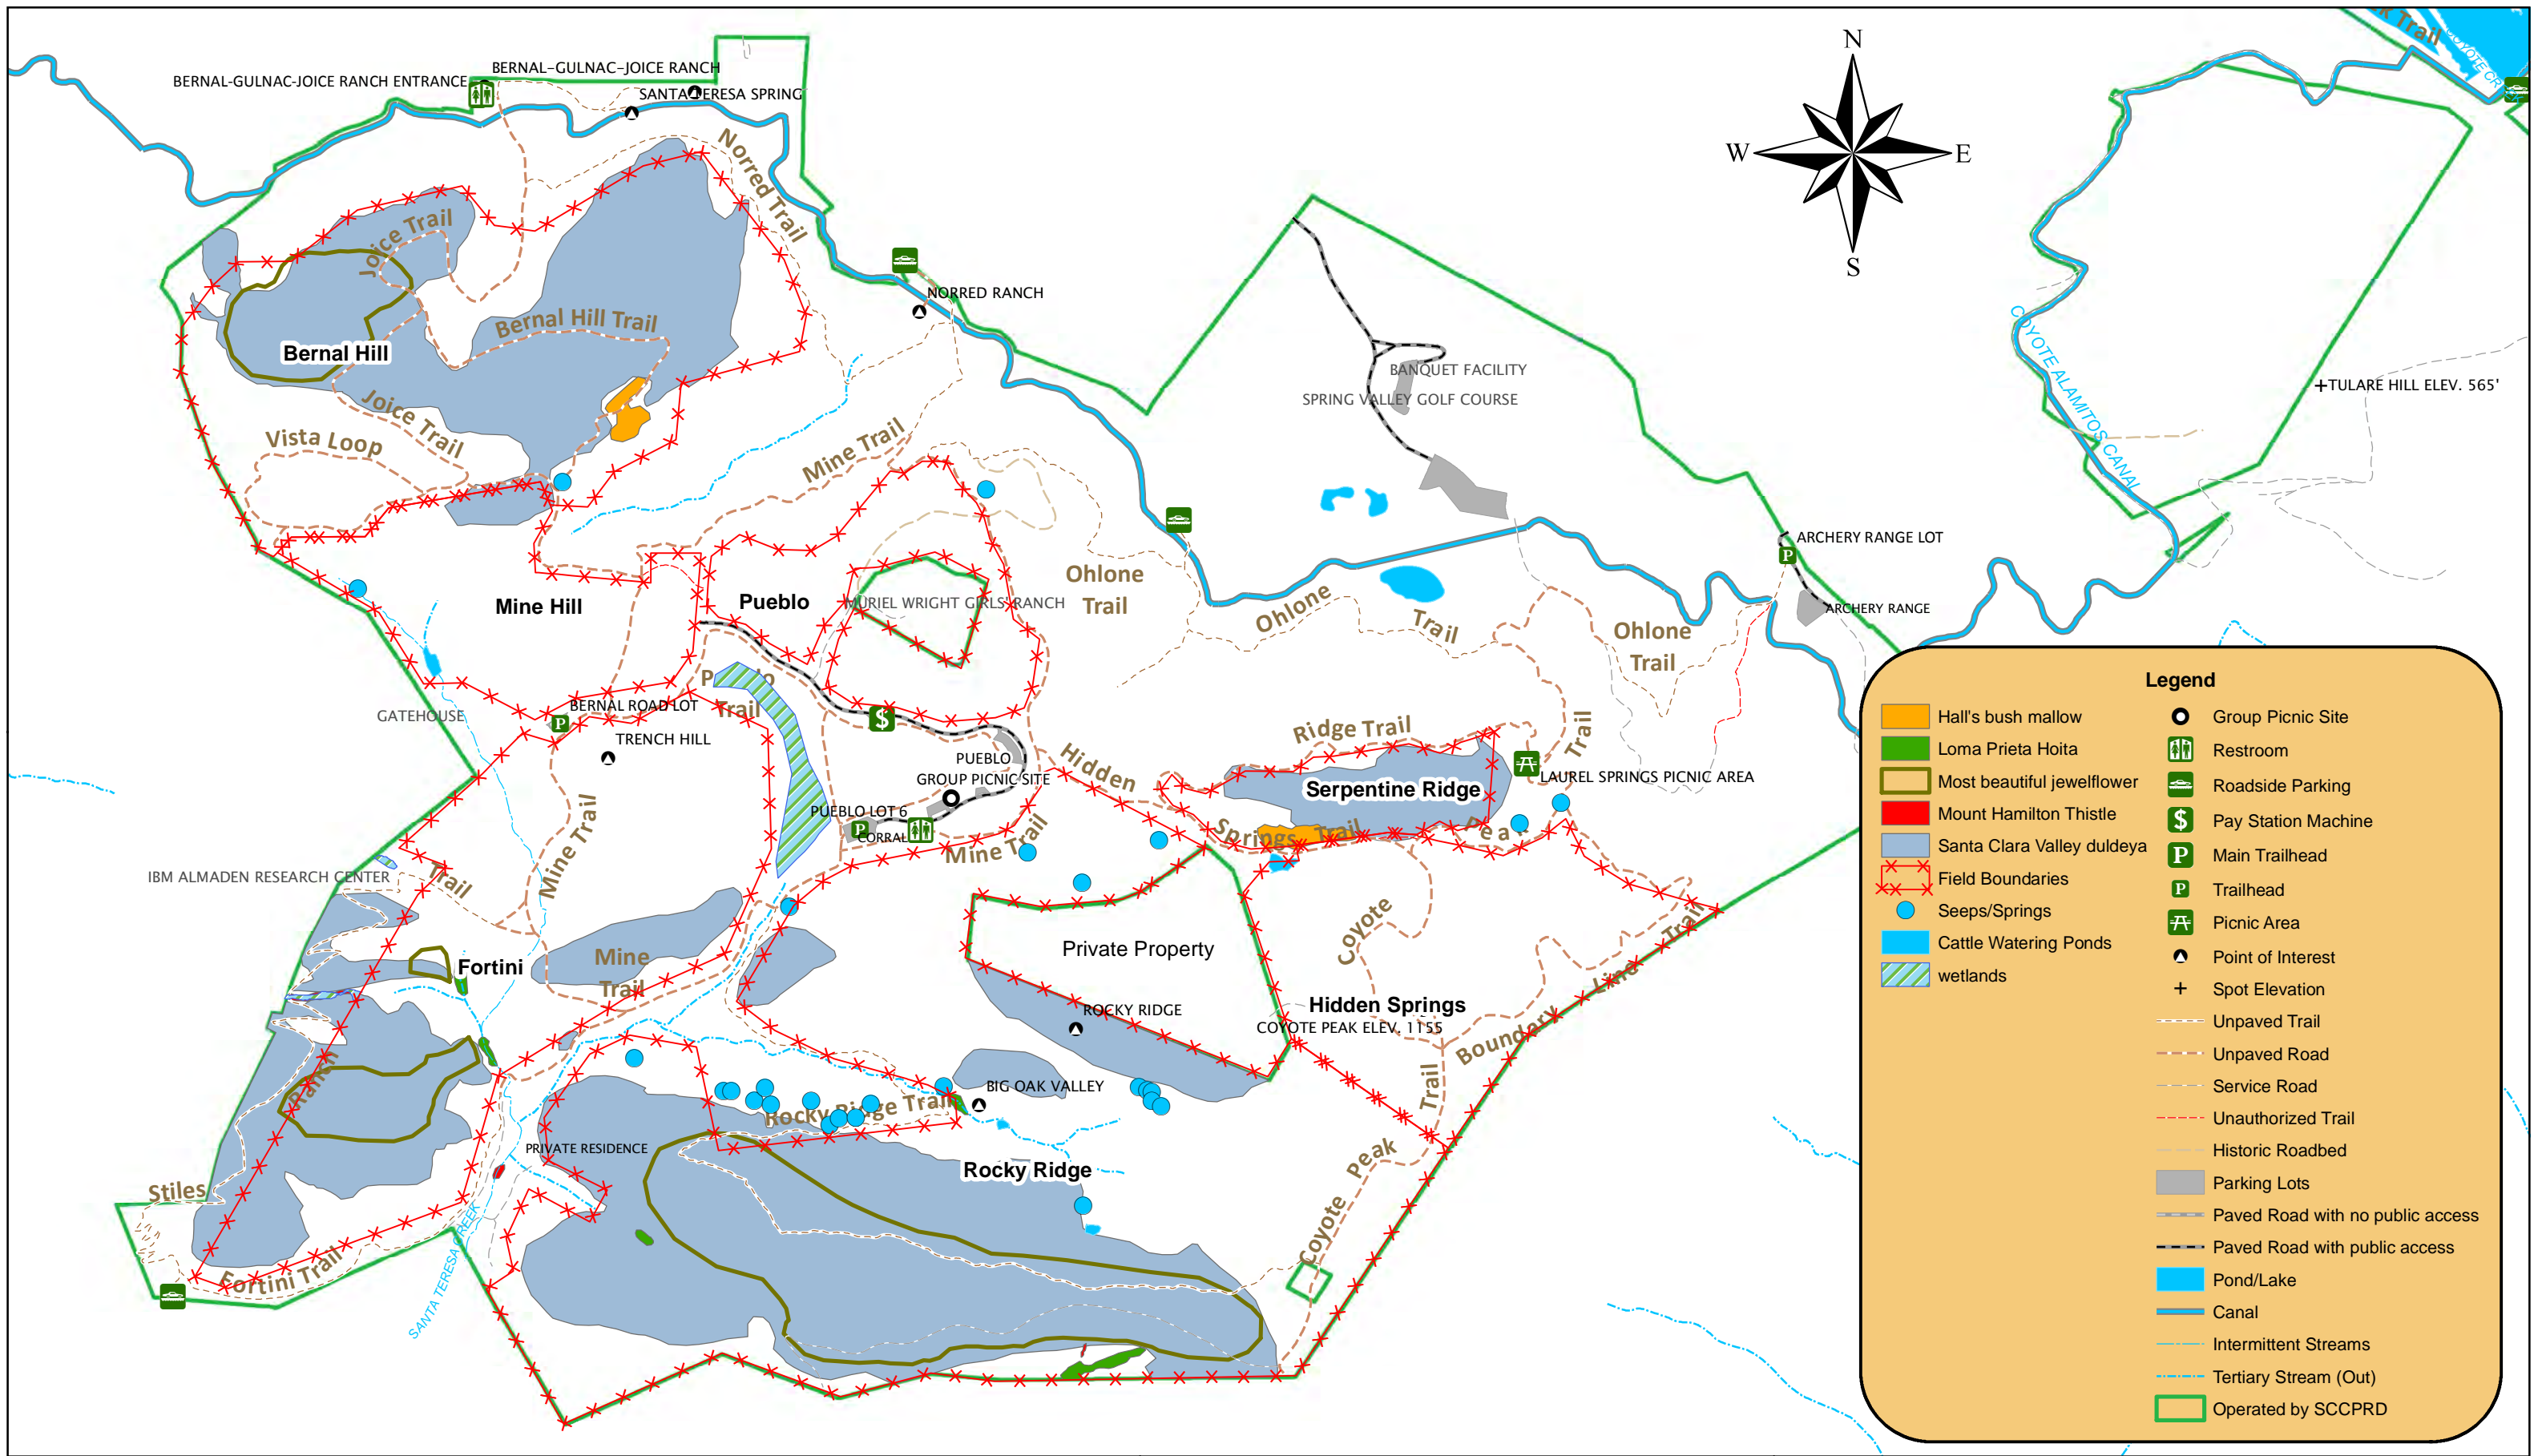 N
W
E
S
ck Trail
COYOTE CREEK
BERNAL-GULNAC-JOICE RANCH
BERNAL-GULNAC-JOICE RANCH ENTRANCE
SANTA TERESA SPRING
Norred Trail
Joice Trail
NORRED RANCH
Bernal Hill Trail
Bernal Hill
BANQUET FACILITY
SPRING VALLEY GOLF COURSE
COYOTE ALAMITOS CANAL
+TULARE HILL ELEV. 565'
Joice Trail
Vista Loop
Mine Trail
ARCHERY RANGE LOT
P
Ohlone
Trail
Mine Hill
Pueblo
MURIEL WRIGHT GIRLS' RANCH
Ohlone
Trail
ARCHERY RANGE
Ohlone
Trail
Trail
GATEHOUSE
P
BERNAL ROAD LOT
$
TRENCH HILL
Ridge Trail
Trail
Hidden
PUEBLO
GROUP PICNIC SITE
LAUREL SPRINGS PICNIC AREA
Serpentine Ridge
PUEBLO LOT 6
P
CORRAL
Mine Trail
Springs Trail
Peak
Mine Trail
IBM ALMADEN RESEARCH CENTER
Trail
Coyote
Private Property
Trail
Fortini
Mine
Trail
Hidden Springs
ROCKY RIDGE
COYOTE PEAK ELEV. 1155
Boundery Line
Ranch
BIG OAK VALLEY
Rocky Ridge Trail
Trail
PRIVATE RESIDENCE
Rocky Ridge
Peak
Stiles
Coyote
SANTA TERESA CREEK
Fortini Trail
Legend
Hall's bush mallow
Loma Prieta Hoita
Most beautiful jewelflower
Mount Hamilton Thistle
Santa Clara Valley duldeya
Field Boundaries
Seeps/Springs
Cattle Watering Ponds
wetlands
Group Picnic Site
Restroom
Roadside Parking
$ Pay Station Machine
P Main Trailhead
P Trailhead
Picnic Area
Point of Interest
+ Spot Elevation
Unpaved Trail
Unpaved Road
Service Road
Unauthorized Trail
Historic Roadbed
Parking Lots
Paved Road with no public access
Paved Road with public access
Pond/Lake
Canal
Intermittent Streams
Tertiary Stream (Out)
Operated by SCCPRD